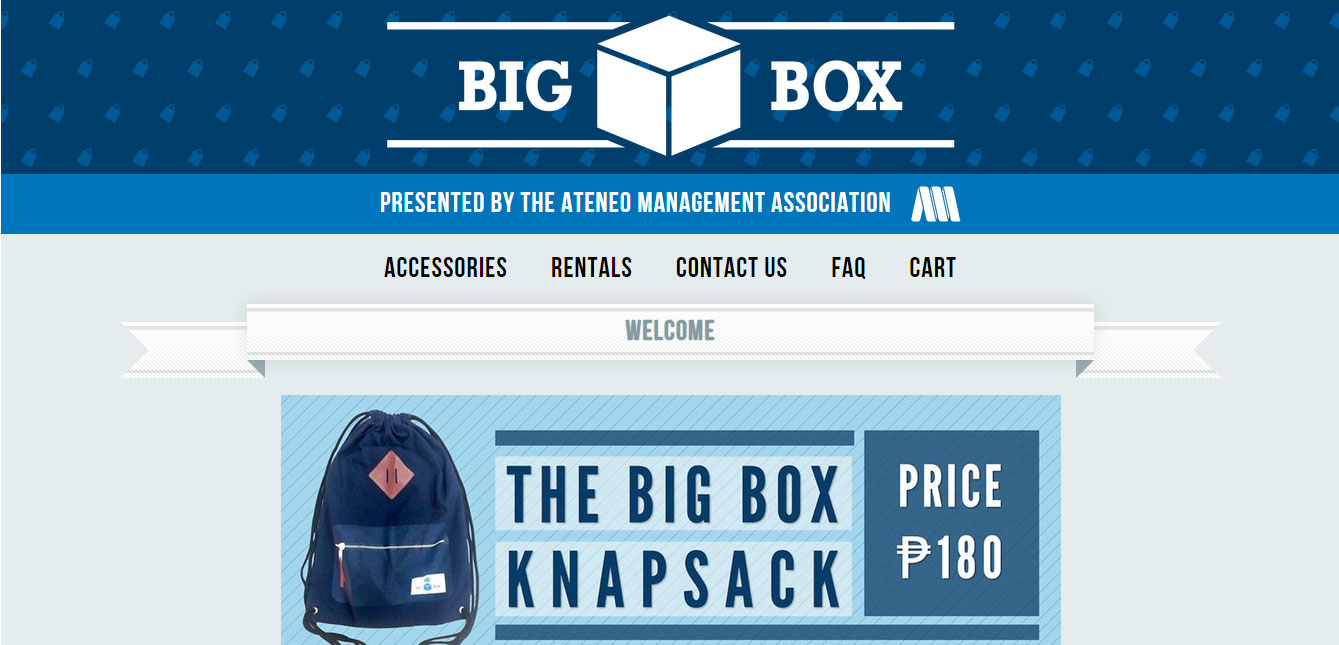 BIG BOX
PRESENTED BY THE ATENEO MANAGEMENT ASSOCIATION
ACCESSORIES RENTALS CONTACT US FAQ CART
WELCOME
THE BIG BOX
KNAPSACK
PRICE
₱180